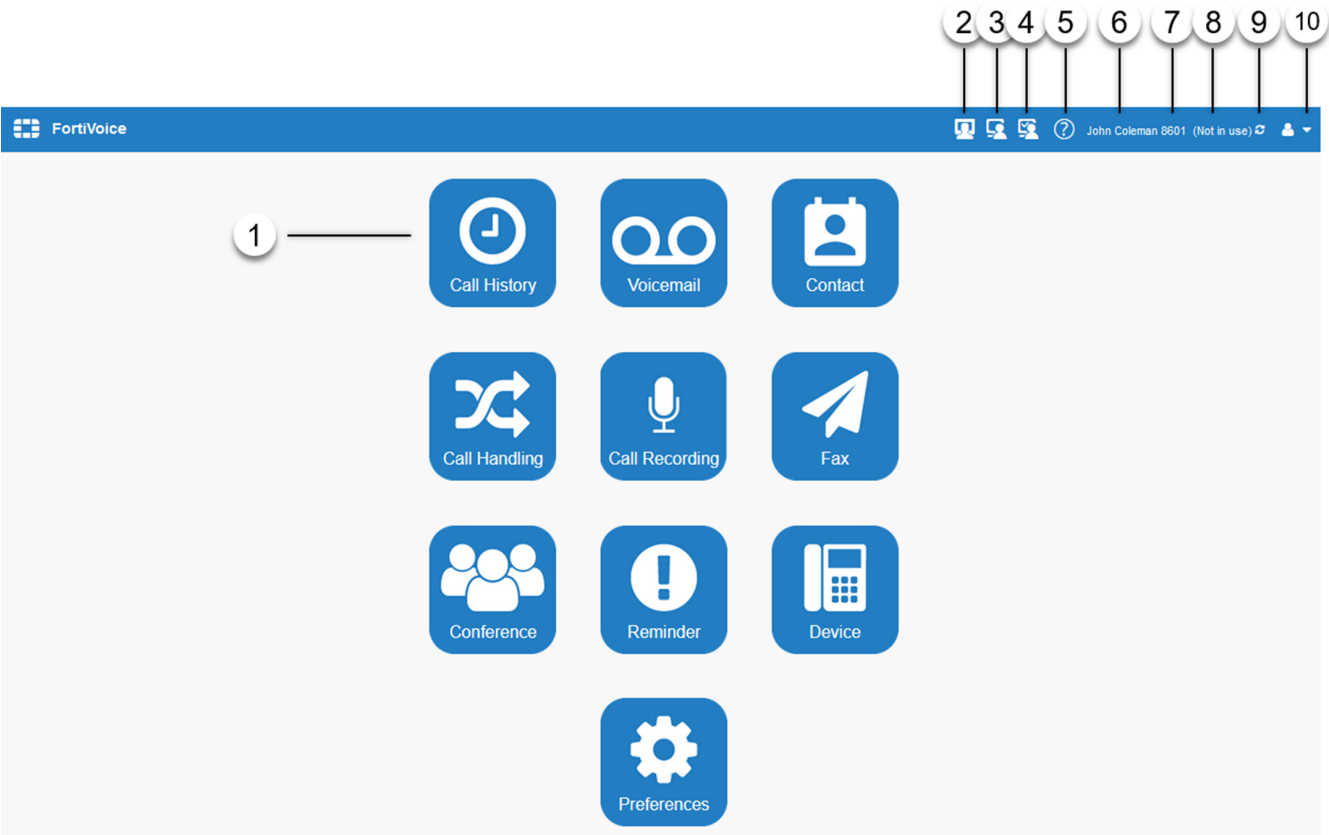 2 3 4 5 6 7 8 9 10
FortiVoice John Coleman 8601 (Not in use)
1
Call History Voicemail Contact
Call Handling Call Recording Fax
Conference Reminder Device
Preferences